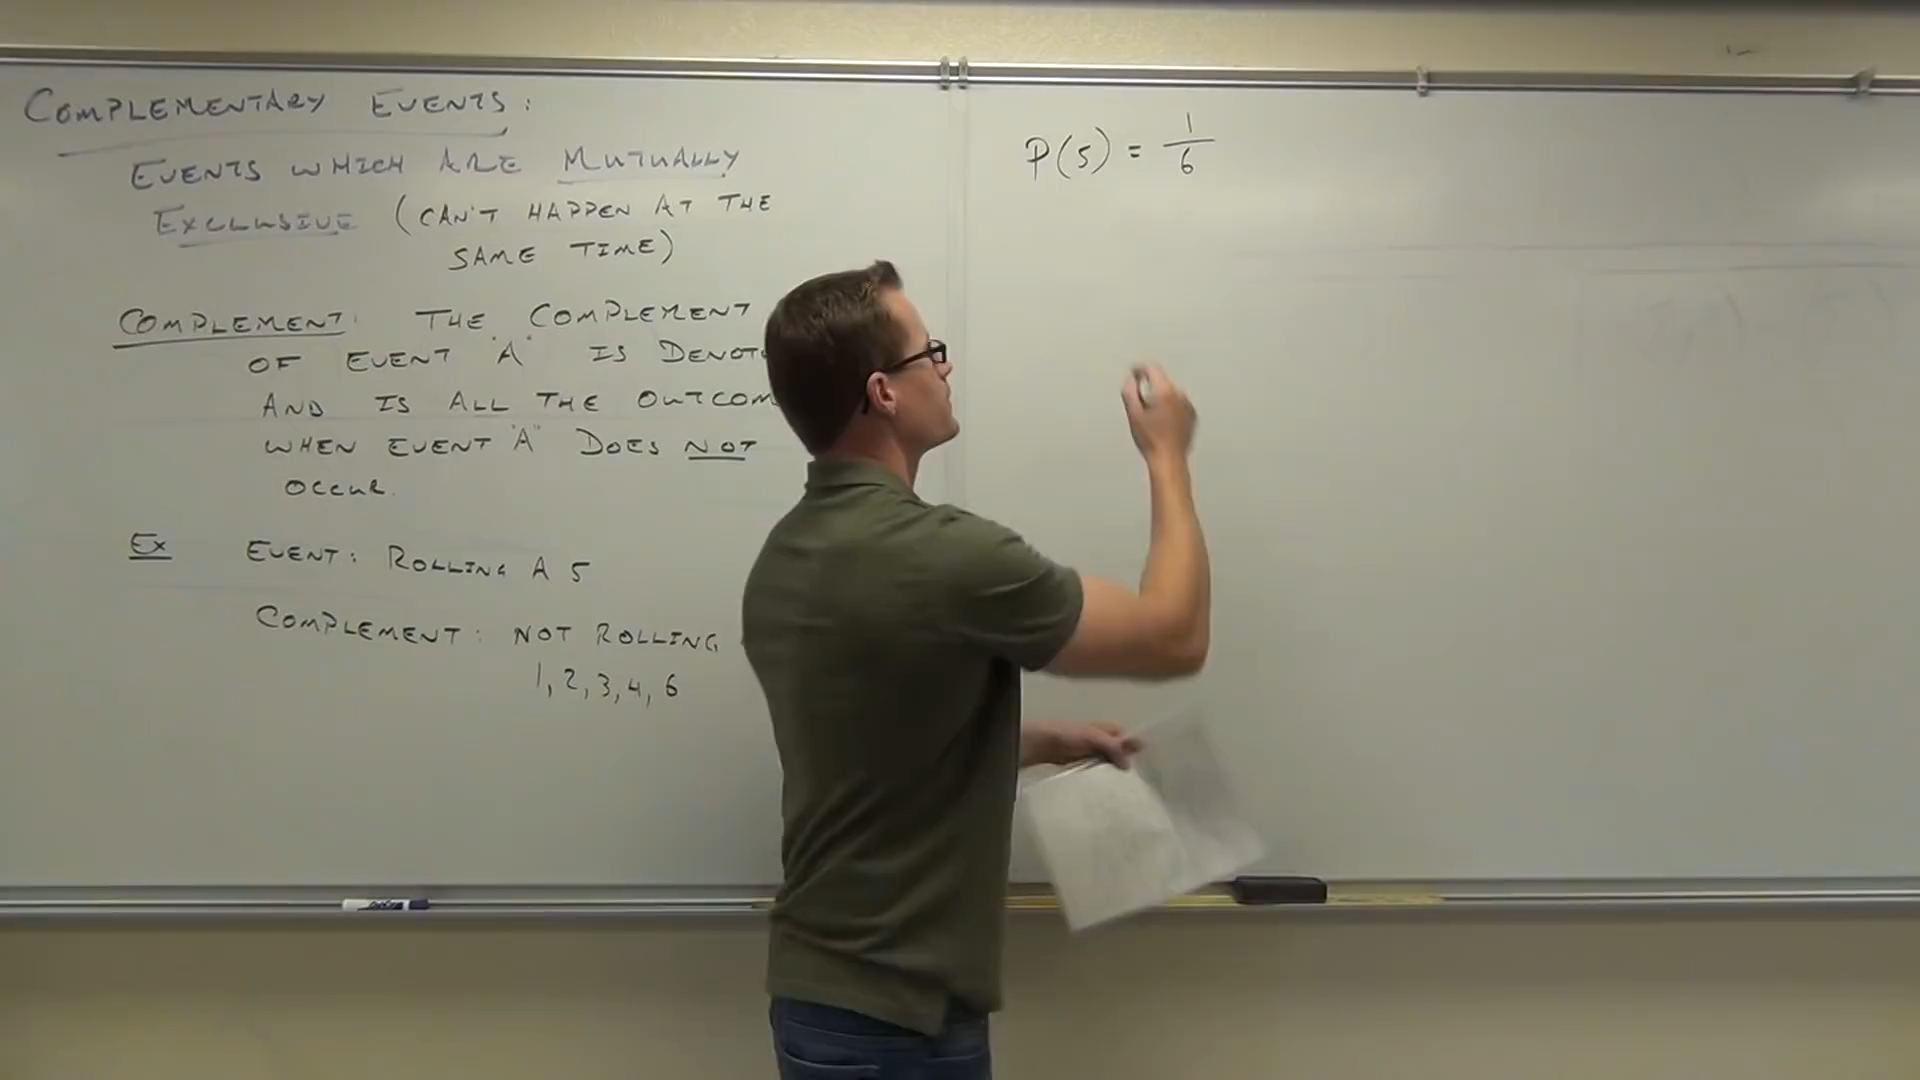 COMPLEMENTARY EVENTS:
EVENTS WHICH ARE MUTUALLY
EXCLUSIVE (CAN'T HAPPEN AT THE
SAME TIME)
COMPLEMENT: THE COMPLEMENT
OF EVENT "A" IS
AND IS ALL THE
WHEN EVENT "A" DOES NOT
OCCUR.
EX EVENT: ROLLING A 5
COMPLEMENT: NOT ROLLING
1, 2, 3, 4, 6
P(5) = 1/6